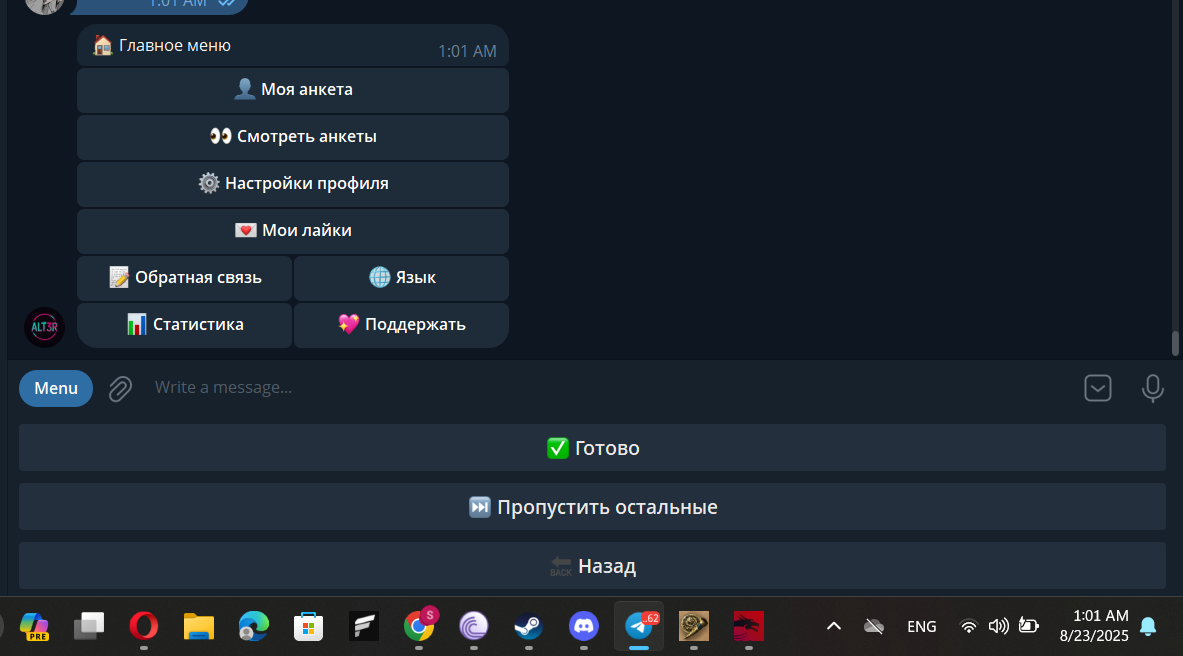 1:01 AM
Главное меню
1:01 AM
Моя анкета
Смотреть анкеты
Настройки профиля
Мои лайки
Обратная связь
Язык
ALT3R
Статистика
Поддержать
Menu
Write a message...
Готово
Пропустить остальные
BACK
Назад
PRE
S
..62
ENG
1:01 AM
8/23/2025